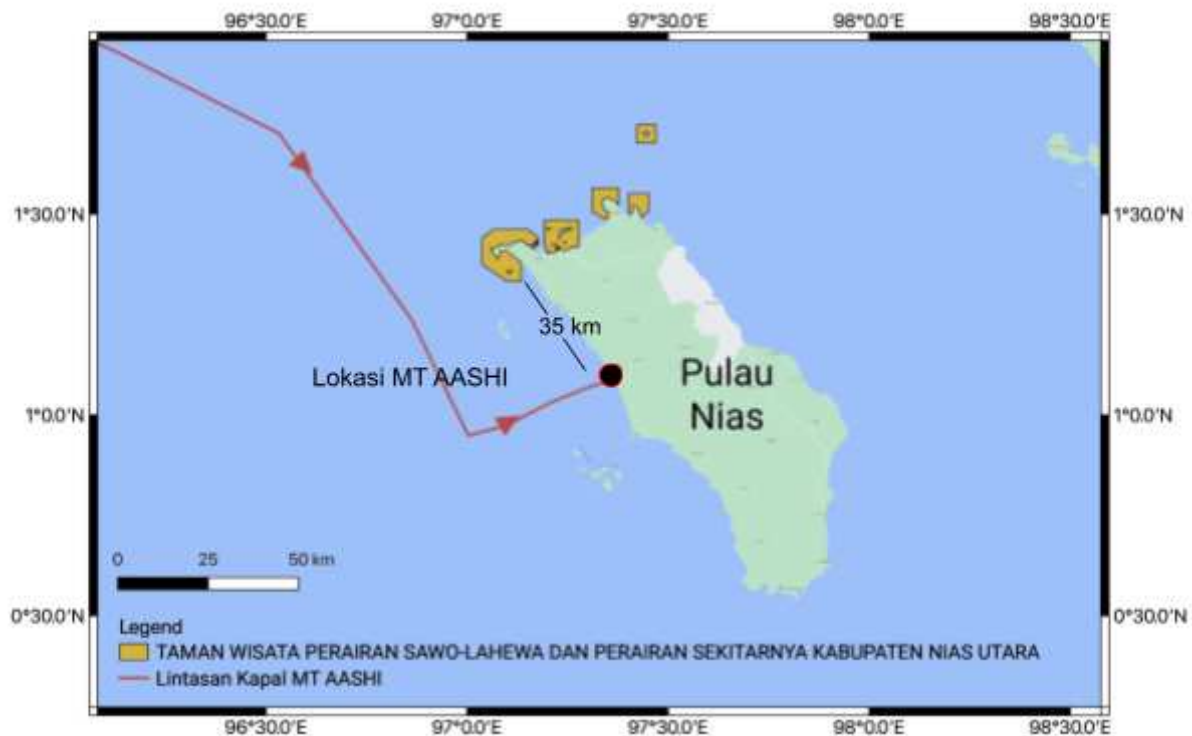 96°30.0'E 97°0.0'E 97°30.0'E 98°0.0'E 98°30.0'E
1°30.0'N 1°30.0'N
35 km
Lokasi MT AASHI
Pulau
Nias
1°0.0'N 1°0.0'N
0 25 50 km
0°30.0'N 0°30.0'N
Legend
TAMAN WISATA PERAIRAN SAWO-LAHEWA DAN PERAIRAN SEKITARNYA KABUPATEN NIAS UTARA
Lintasan Kapal MT AASHI
96°30.0'E 97°0.0'E 97°30.0'E 98°0.0'E 98°30.0'E